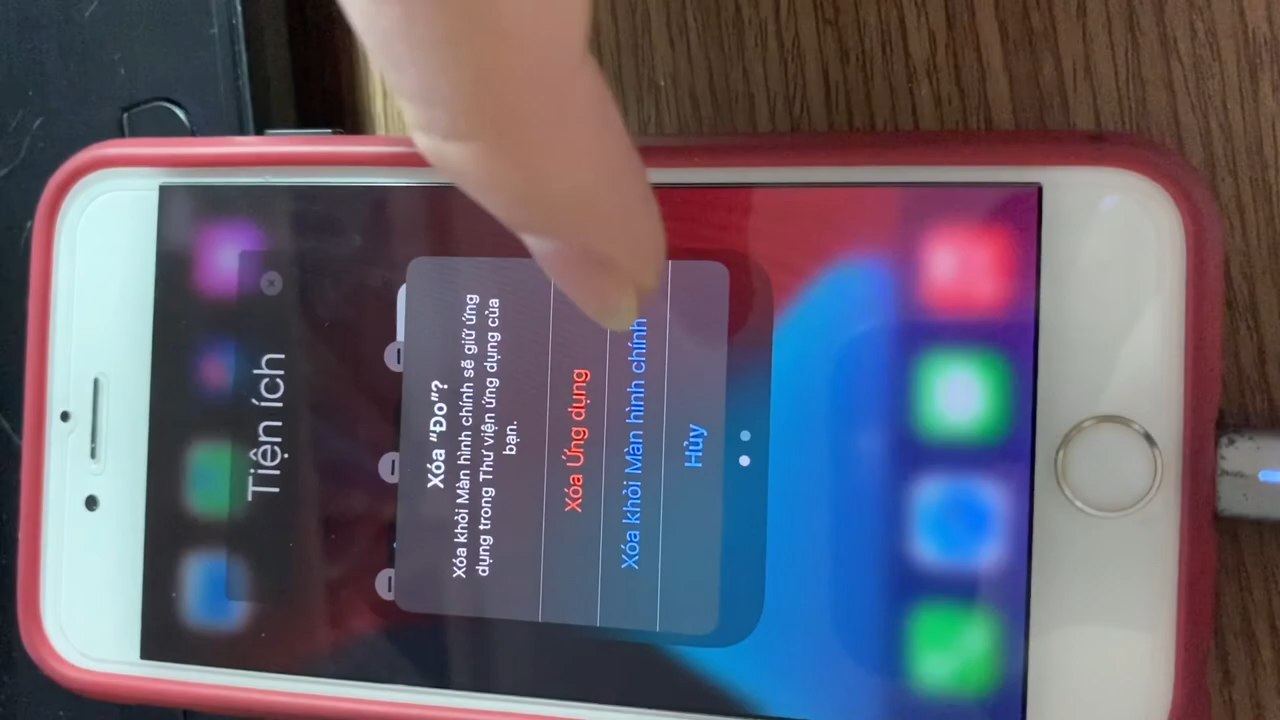 Tiện ích
Xóa "Đo"?
Xóa khỏi Màn hình chính sẽ giữ ứng
dụng trong Thư viện ứng dụng của
bạn.
Xóa Ứng dụng
Xóa khỏi Màn hình chính
Hủy